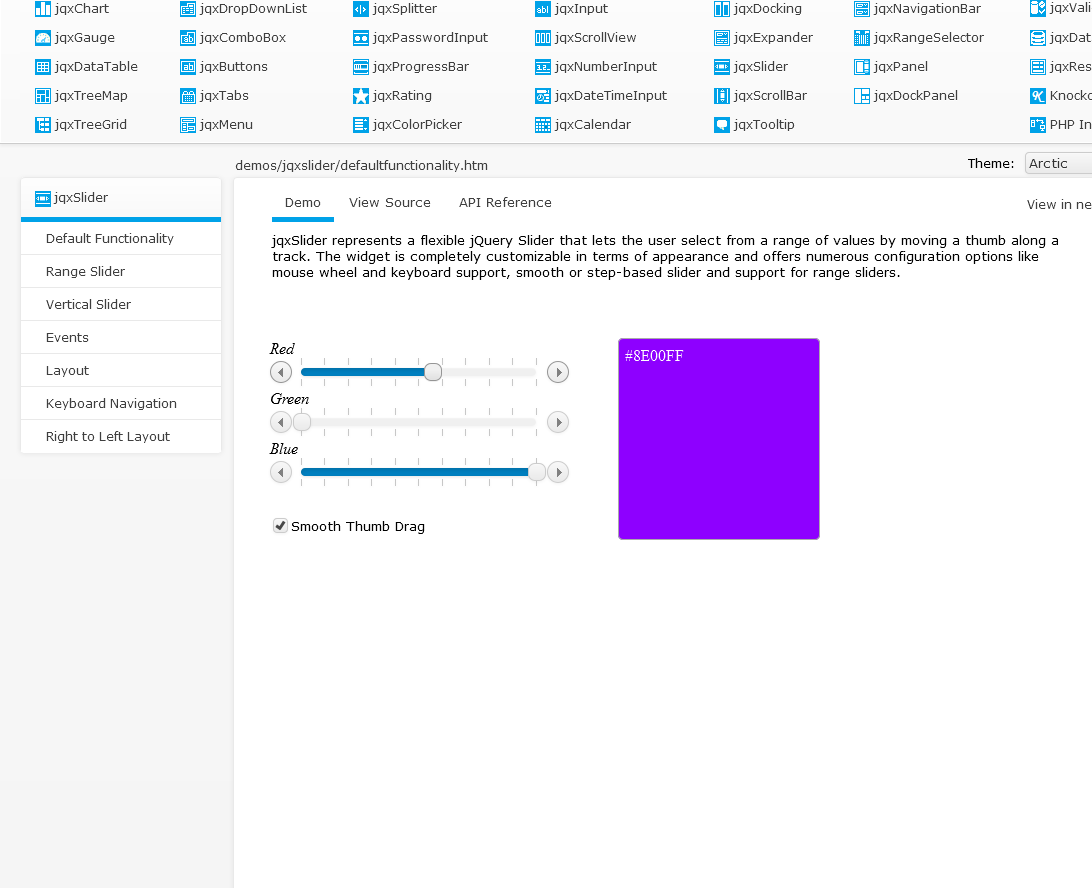 jqxChart jqxDropDownList jqxSplitter jqxInput jqxDocking jqxNavigationBar jqxVali
jqxGauge jqxComboBox jqxPasswordInput jqxScrollView jqxExpander jqxRangeSelector jqxDat
jqxDataTable jqxButtons jqxProgressBar jqxNumberInput jqxSlider jqxPanel jqxRes
jqxTreeMap jqxTabs jqxRating jqxDateTimeInput jqxScrollBar jqxDockPanel Knocko
jqxTreeGrid jqxMenu jqxColorPicker jqxCalendar jqxTooltip PHP In
demos/jqxslider/defaultfunctionality.htm Theme: Arctic
jqxSlider
Default Functionality
Range Slider
Vertical Slider
Events
Layout
Keyboard Navigation
Right to Left Layout
Demo View Source API Reference View in ne
jqxSlider represents a flexible jQuery Slider that lets the user select from a range of values by moving a thumb along a
track. The widget is completely customizable in terms of appearance and offers numerous configuration options like
mouse wheel and keyboard support, smooth or step-based slider and support for range sliders.
Red
Green
Blue
Smooth Thumb Drag
#8E00FF